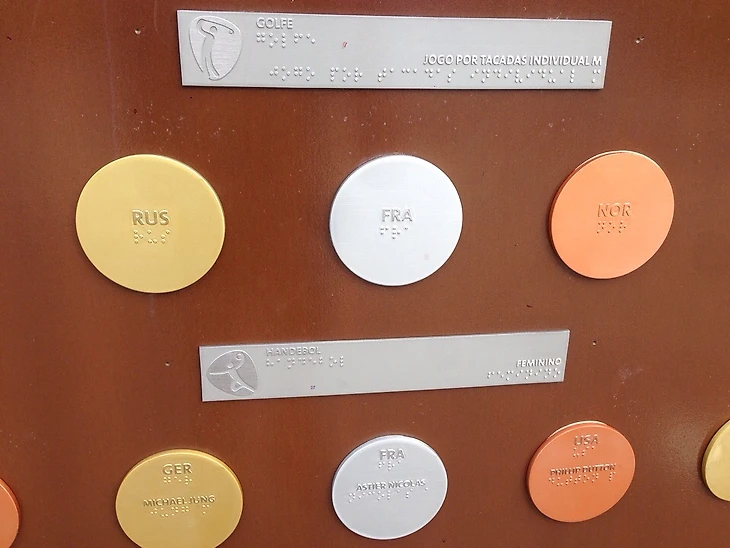 GOLFE
JOGO POR TACADAS INDIVIDUAL M
RUS
FRA
NOR
HANDEBOL
FEMININO
GER
MICHAEL JUNG
FRA
ASTIER NICOLAS
USA
PHILLIP DUTTON